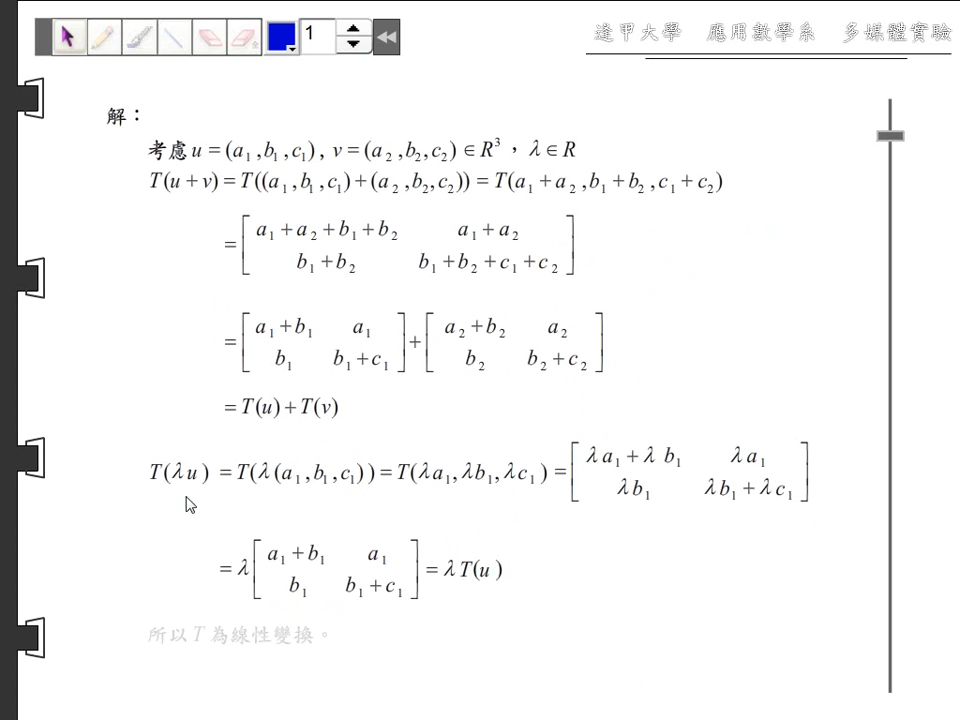 1
逢甲大學 應用數學系 多媒體實驗
解：
考慮 u = (a₁, b₁, c₁), v = (a₂, b₂, c₂) ∈ R³，λ ∈ R
T(u + v) = T((a₁, b₁, c₁) + (a₂, b₂, c₂)) = T(a₁ + a₂, b₁ + b₂, c₁ + c₂)
= [ a₁ + a₂ + b₁ + b₂  a₁ + a₂
b₁ + b₂  b₁ + b₂ + c₁ + c₂ ]
= [ a₁ + b₁  a₁ ] + [ a₂ + b₂  a₂ ]
[ b₁  b₁ + c₁ ] [ b₂  b₂ + c₂ ]
= T(u) + T(v)
T(λu) = T(λ(a₁, b₁, c₁)) = T(λa₁, λb₁, λc₁) = [ λa₁ + λb₁  λa₁
λb₁  λb₁ + λc₁ ]
= λ [ a₁ + b₁  a₁
b₁  b₁ + c₁ ] = λT(u)
所以 T 為線性變換。